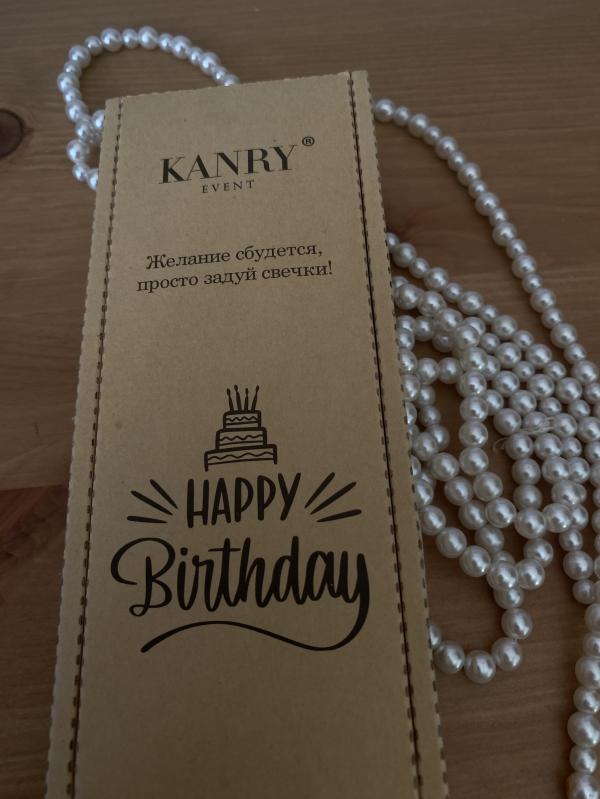 KANRY®
EVENT
Желание сбудется,
просто задуй свечки!
HAPPY
Birthday